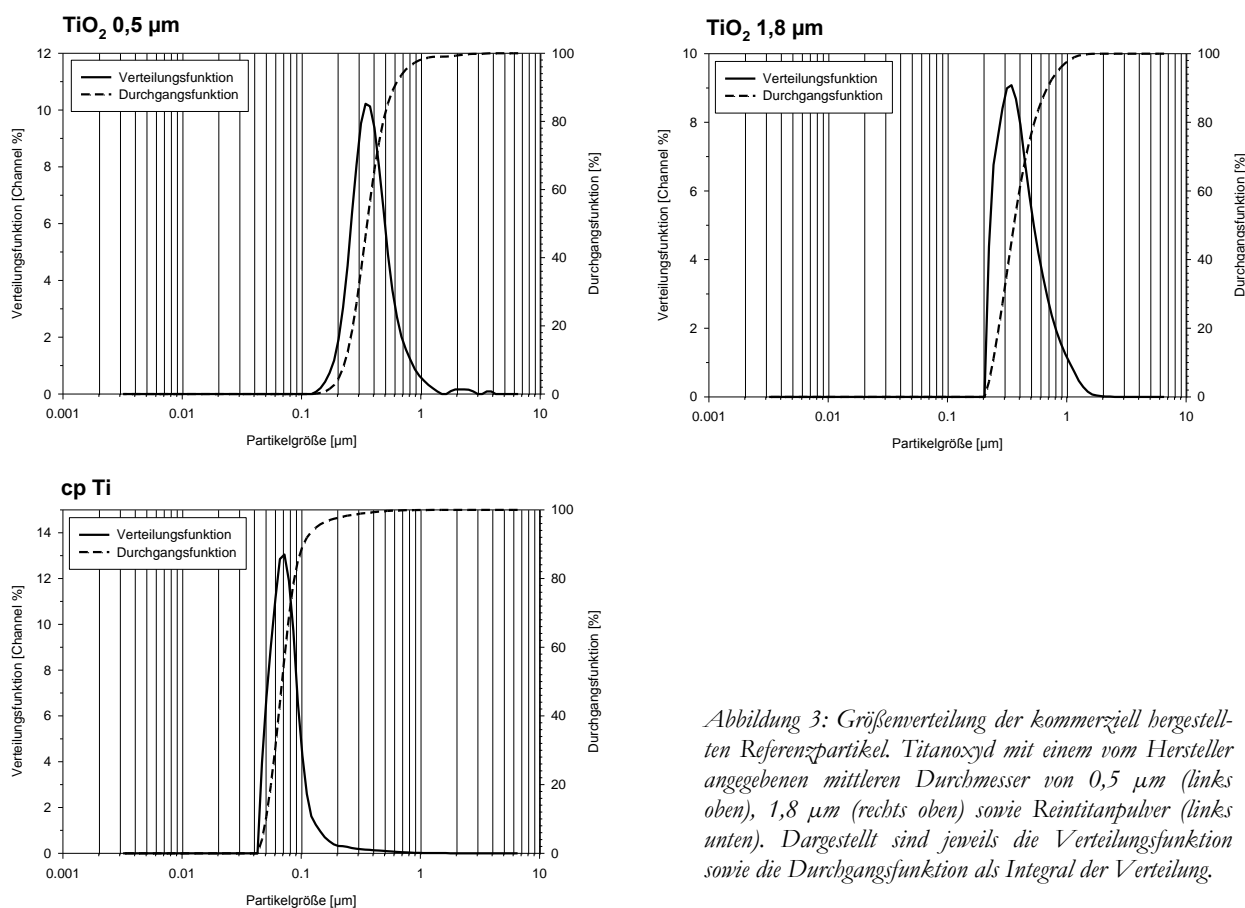 TiO2 0,5 µm
Verteilungsfunktion
Durchgangsfunktion
Verteilungsfunktion [Channel %]
12
10
8
6
4
2
0
100
80
60
40
20
0
Durchgangsfunktion [%]
0.001 0.01 0.1 1 10
Partikelgröße [µm]
TiO2 1,8 µm
Verteilungsfunktion
Durchgangsfunktion
Verteilungsfunktion [Channel %]
10
8
6
4
2
0
100
80
60
40
20
0
Durchgangsfunktion [%]
0.001 0.01 0.1 1 10
Partikelgröße [µm]
cp Ti
Verteilungsfunktion
Durchgangsfunktion
Verteilungsfunktion [Channel %]
14
12
10
8
6
4
2
0
100
80
60
40
20
0
Durchgangsfunktion [%]
0.001 0.01 0.1 1 10
Partikelgröße [µm]
Abbildung 3: Größenverteilung der kommerziell hergestell-
ten Referenzpartikel. Titanoxyd mit einem vom Hersteller
angegebenen mittleren Durchmesser von 0,5 µm (links
oben), 1,8 µm (rechts oben) sowie Reintitanpulver (links
unten). Dargestellt sind jeweils die Verteilungsfunktion
sowie die Durchgangsfunktion als Integral der Verteilung.